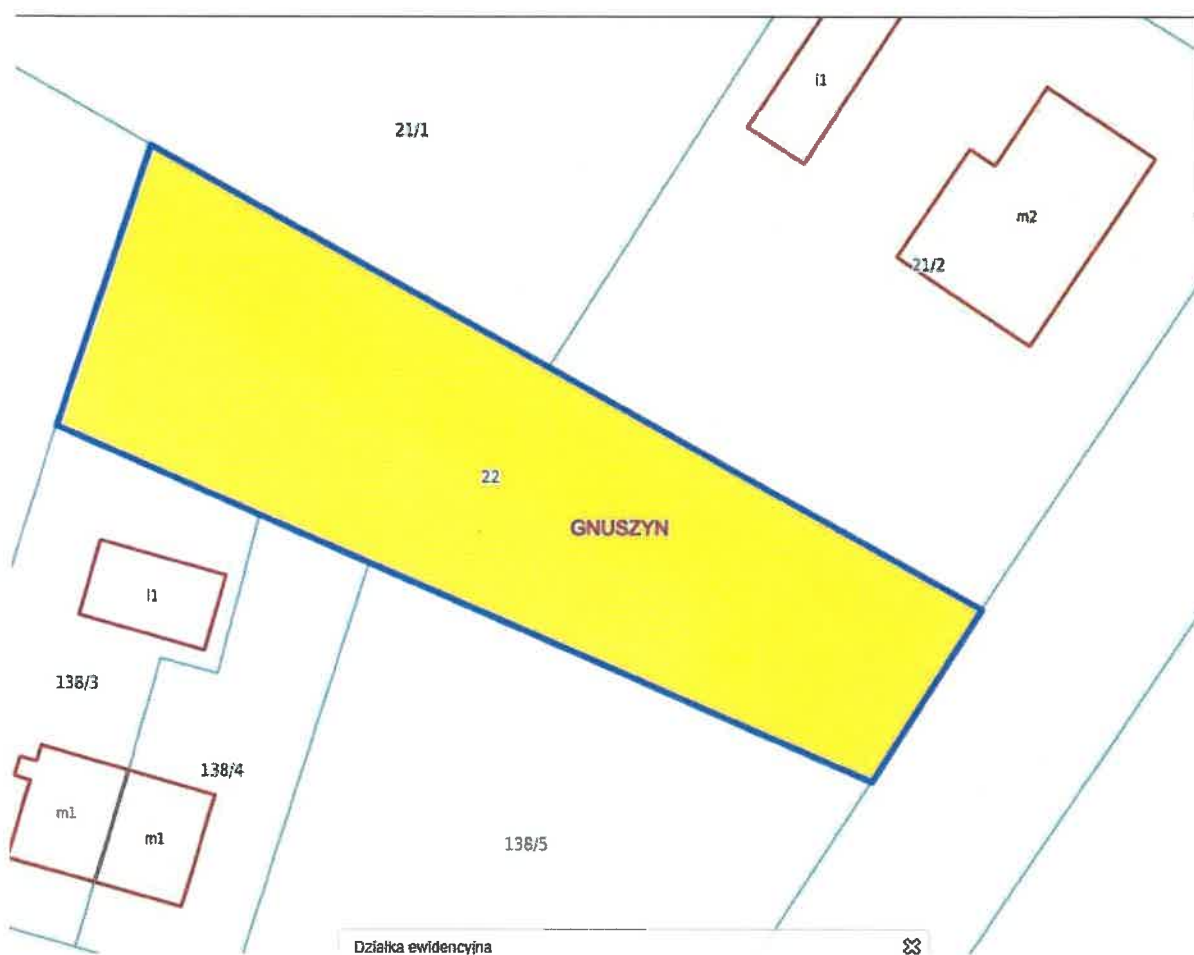 i1
21/1
m2
21/2
22
GNUSZYN
i1
138/3
138/4
m1
m1
138/5
Działka ewidencyjna